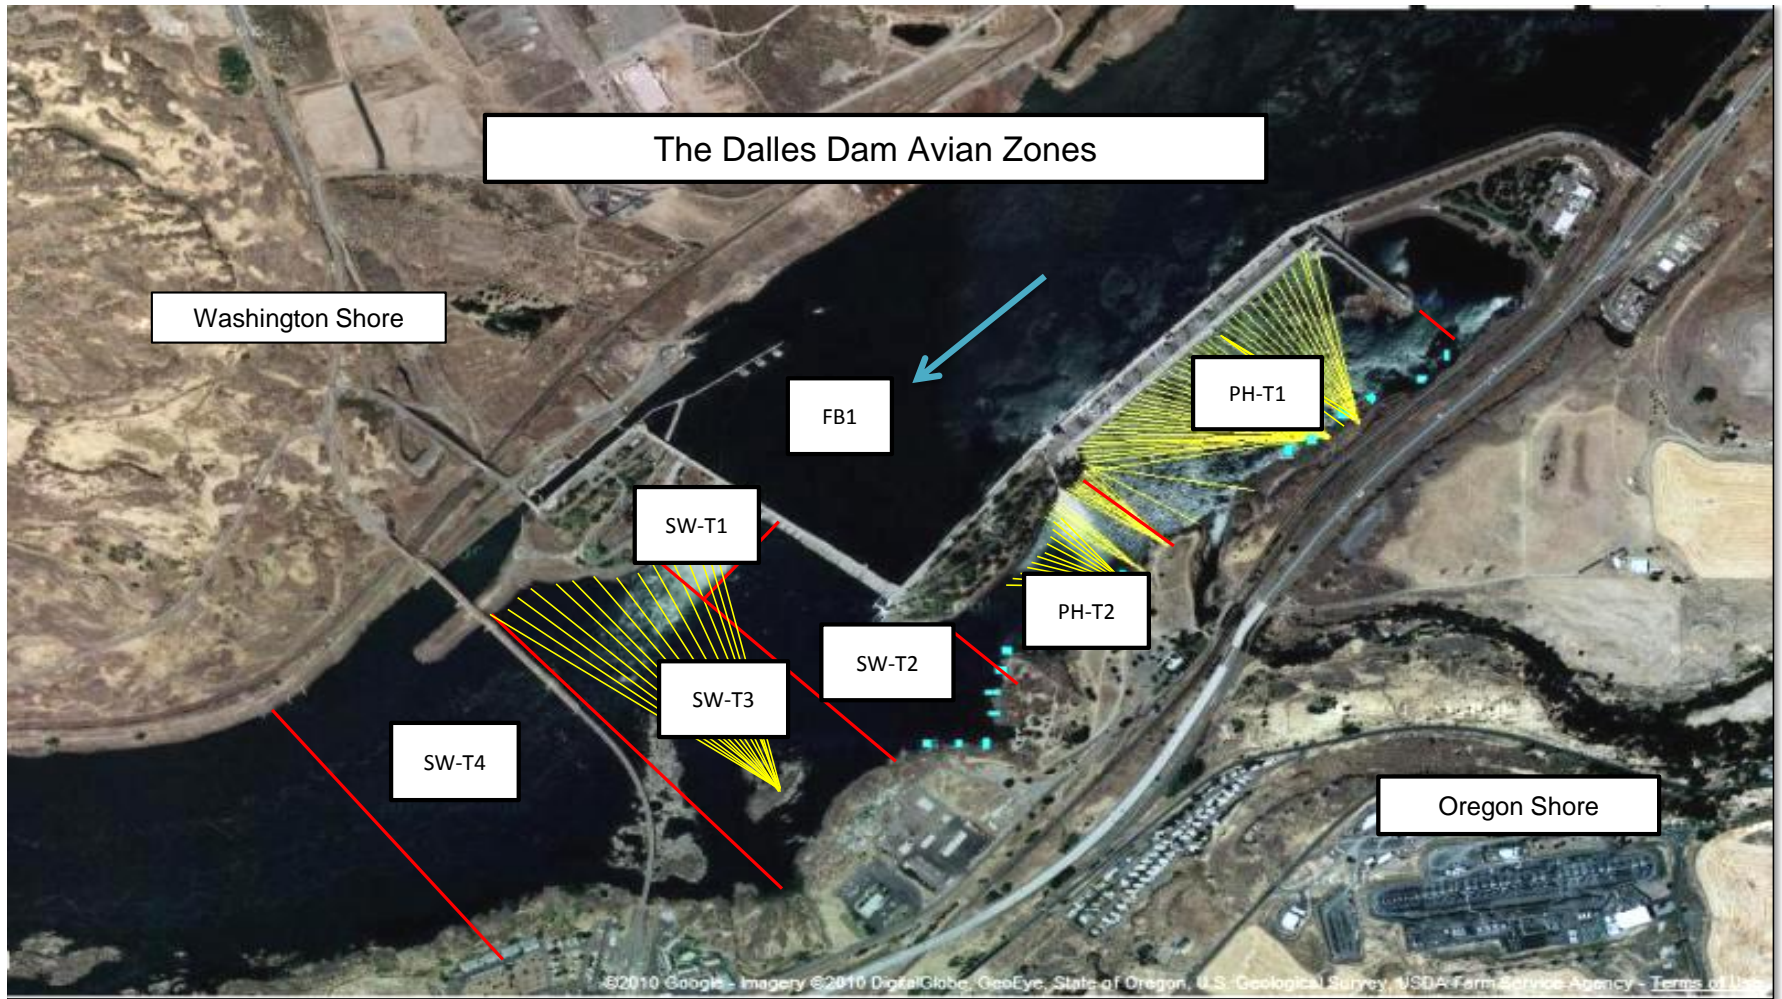 The Dalles Dam Avian Zones
Washington Shore
FB1
PH-T1
SW-T1
PH-T2
SW-T2
SW-T3
SW-T4
Oregon Shore
©2010 Google - Imagery ©2010 DigitalGlobe, GeoEye, State of Oregon, U.S. Geological Survey, USDA Farm Service Agency - Terms of Use